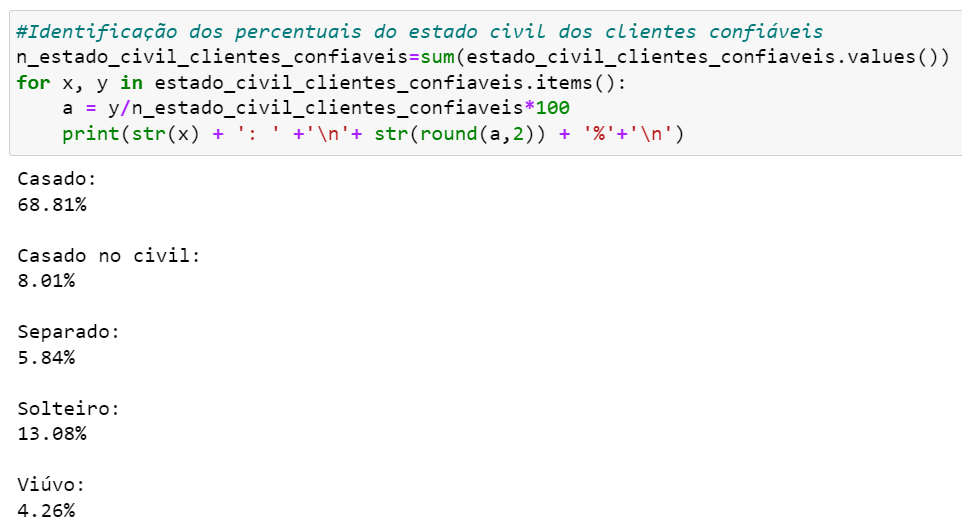 #Identificação dos percentuais do estado civil dos clientes confiáveis
n_estado_civil_clientes_confiaveis=sum(estado_civil_clientes_confiaveis.values())
for x, y in estado_civil_clientes_confiaveis.items():
    a = y/n_estado_civil_clientes_confiaveis*100
    print(str(x) + ': ' +'\n'+ str(round(a,2)) + '%'+'\n')
Casado:
68.81%
Casado no civil:
8.01%
Separado:
5.84%
Solteiro:
13.08%
Viúvo:
4.26%